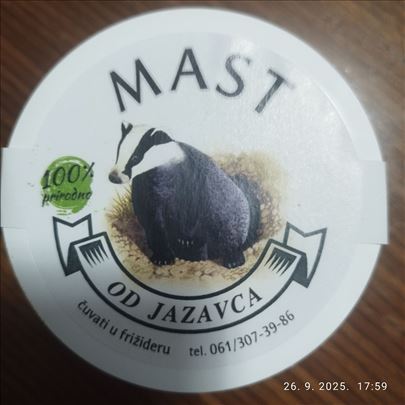 MAST
100%
prirodno
OD JAZAVCA
čuvati u frižideru
tel. 061/307-39-86
26. 9. 2025. 17:59